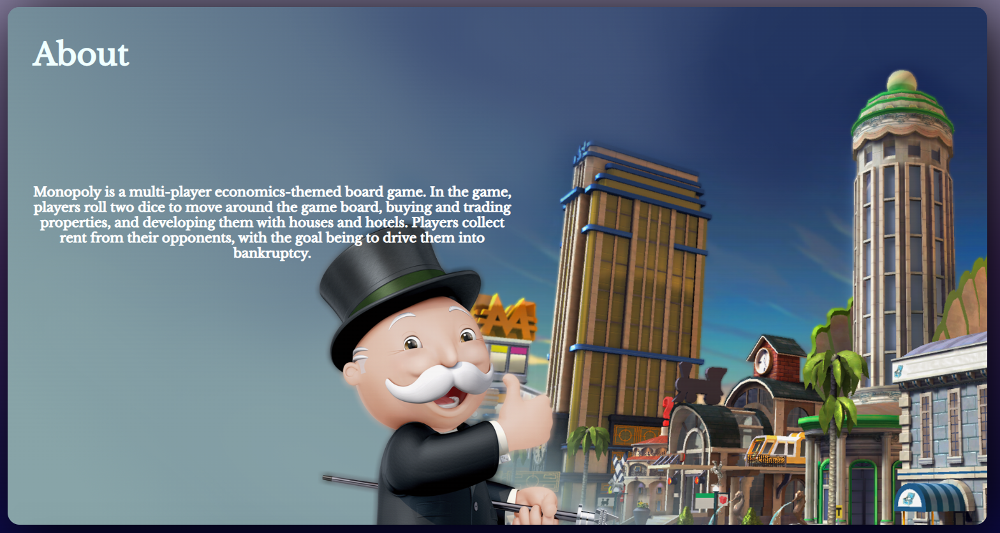 About
Monopoly is a multi-player economics-themed board game. In the game,
players roll two dice to move around the game board, buying and trading
properties, and developing them with houses and hotels. Players collect
rent from their opponents, with the goal being to drive them into
bankruptcy.